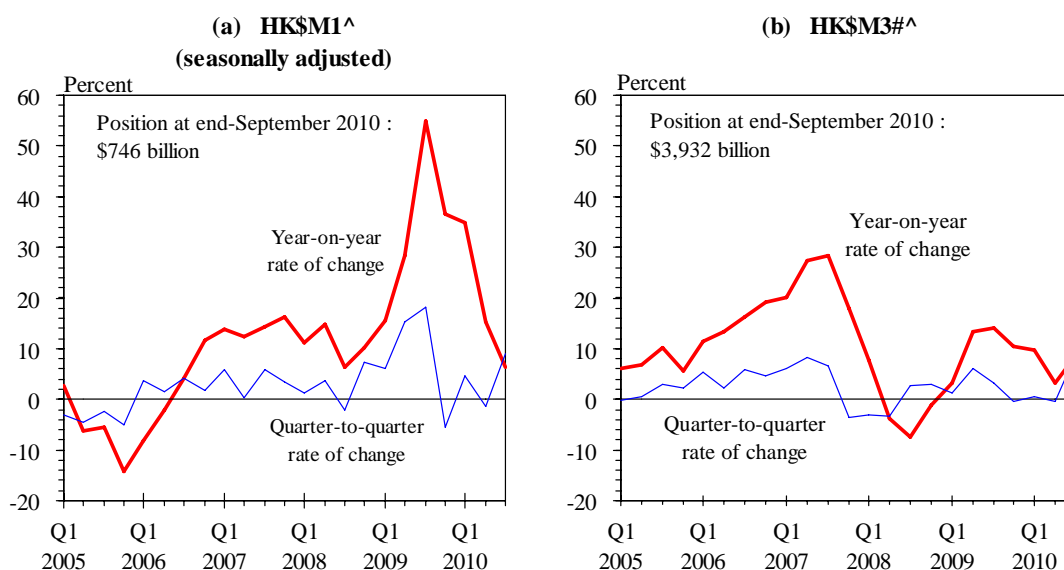 (a) HK$M1^
(seasonally adjusted)
Percent
60
50
40
30
20
10
0
-10
-20
Position at end-September 2010 :
$746 billion
Year-on-year
rate of change
Quarter-to-quarter
rate of change
Q1 Q1 Q1 Q1 Q1 Q1
2005 2006 2007 2008 2009 2010
(b) HK$M3#^
Percent
60
50
40
30
20
10
0
-10
-20
Position at end-September 2010 :
$3,932 billion
Year-on-year
rate of change
Quarter-to-quarter
rate of change
Q1 Q1 Q1 Q1 Q1 Q1
2005 2006 2007 2008 2009 2010